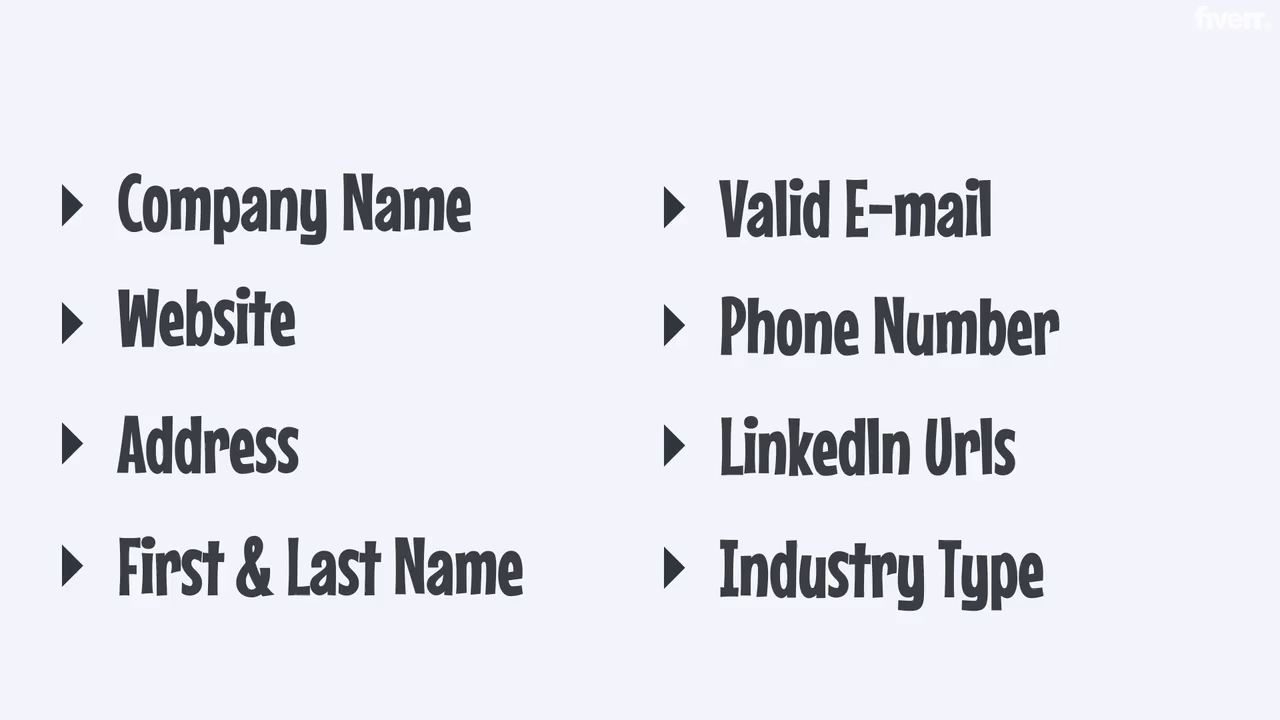 fiverr.
Company Name
Website
Address
First & Last Name
Valid E-mail
Phone Number
LinkedIn Urls
Industry Type